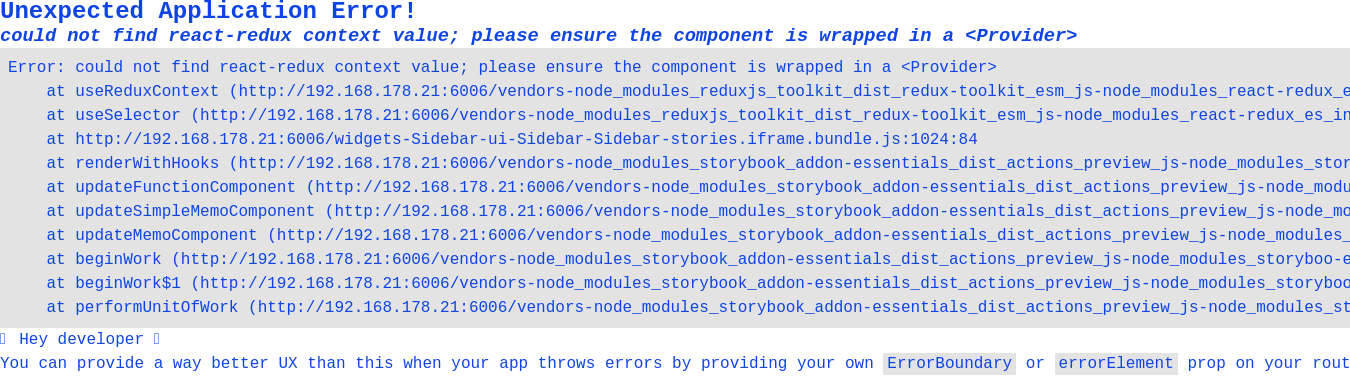 Unexpected Application Error!
could not find react-redux context value; please ensure the component is wrapped in a <Provider>
Error: could not find react-redux context value; please ensure the component is wrapped in a <Provider>
at useReduxContext (http://192.168.178.21:6006/vendors-node_modules_reduxjs_toolkit_dist_redux-toolkit_esm_js-node_modules_react-redux_e
at useSelector (http://192.168.178.21:6006/vendors-node_modules_reduxjs_toolkit_dist_redux-toolkit_esm_js-node_modules_react-redux_es_in
at http://192.168.178.21:6006/widgets-Sidebar-ui-Sidebar-Sidebar-stories.iframe.bundle.js:1024:84
at renderWithHooks (http://192.168.178.21:6006/vendors-node_modules_storybook_addon-essentials_dist_actions_preview_js-node_modules_stor
at updateFunctionComponent (http://192.168.178.21:6006/vendors-node_modules_storybook_addon-essentials_dist_actions_preview_js-node_modu
at updateSimpleMemoComponent (http://192.168.178.21:6006/vendors-node_modules_storybook_addon-essentials_dist_actions_preview_js-node_mo
at updateMemoComponent (http://192.168.178.21:6006/vendors-node_modules_storybook_addon-essentials_dist_actions_preview_js-node_modules_
at beginWork (http://192.168.178.21:6006/vendors-node_modules_storybook_addon-essentials_dist_actions_preview_js-node_modules_storyboo-e
at beginWork$1 (http://192.168.178.21:6006/vendors-node_modules_storybook_addon-essentials_dist_actions_preview_js-node_modules_storyboo
at performUnitOfWork (http://192.168.178.21:6006/vendors-node_modules_storybook_addon-essentials_dist_actions_preview_js-node_modules_st
Hey developer
You can provide a way better UX than this when your app throws errors by providing your own ErrorBoundary or errorElement prop on your rout